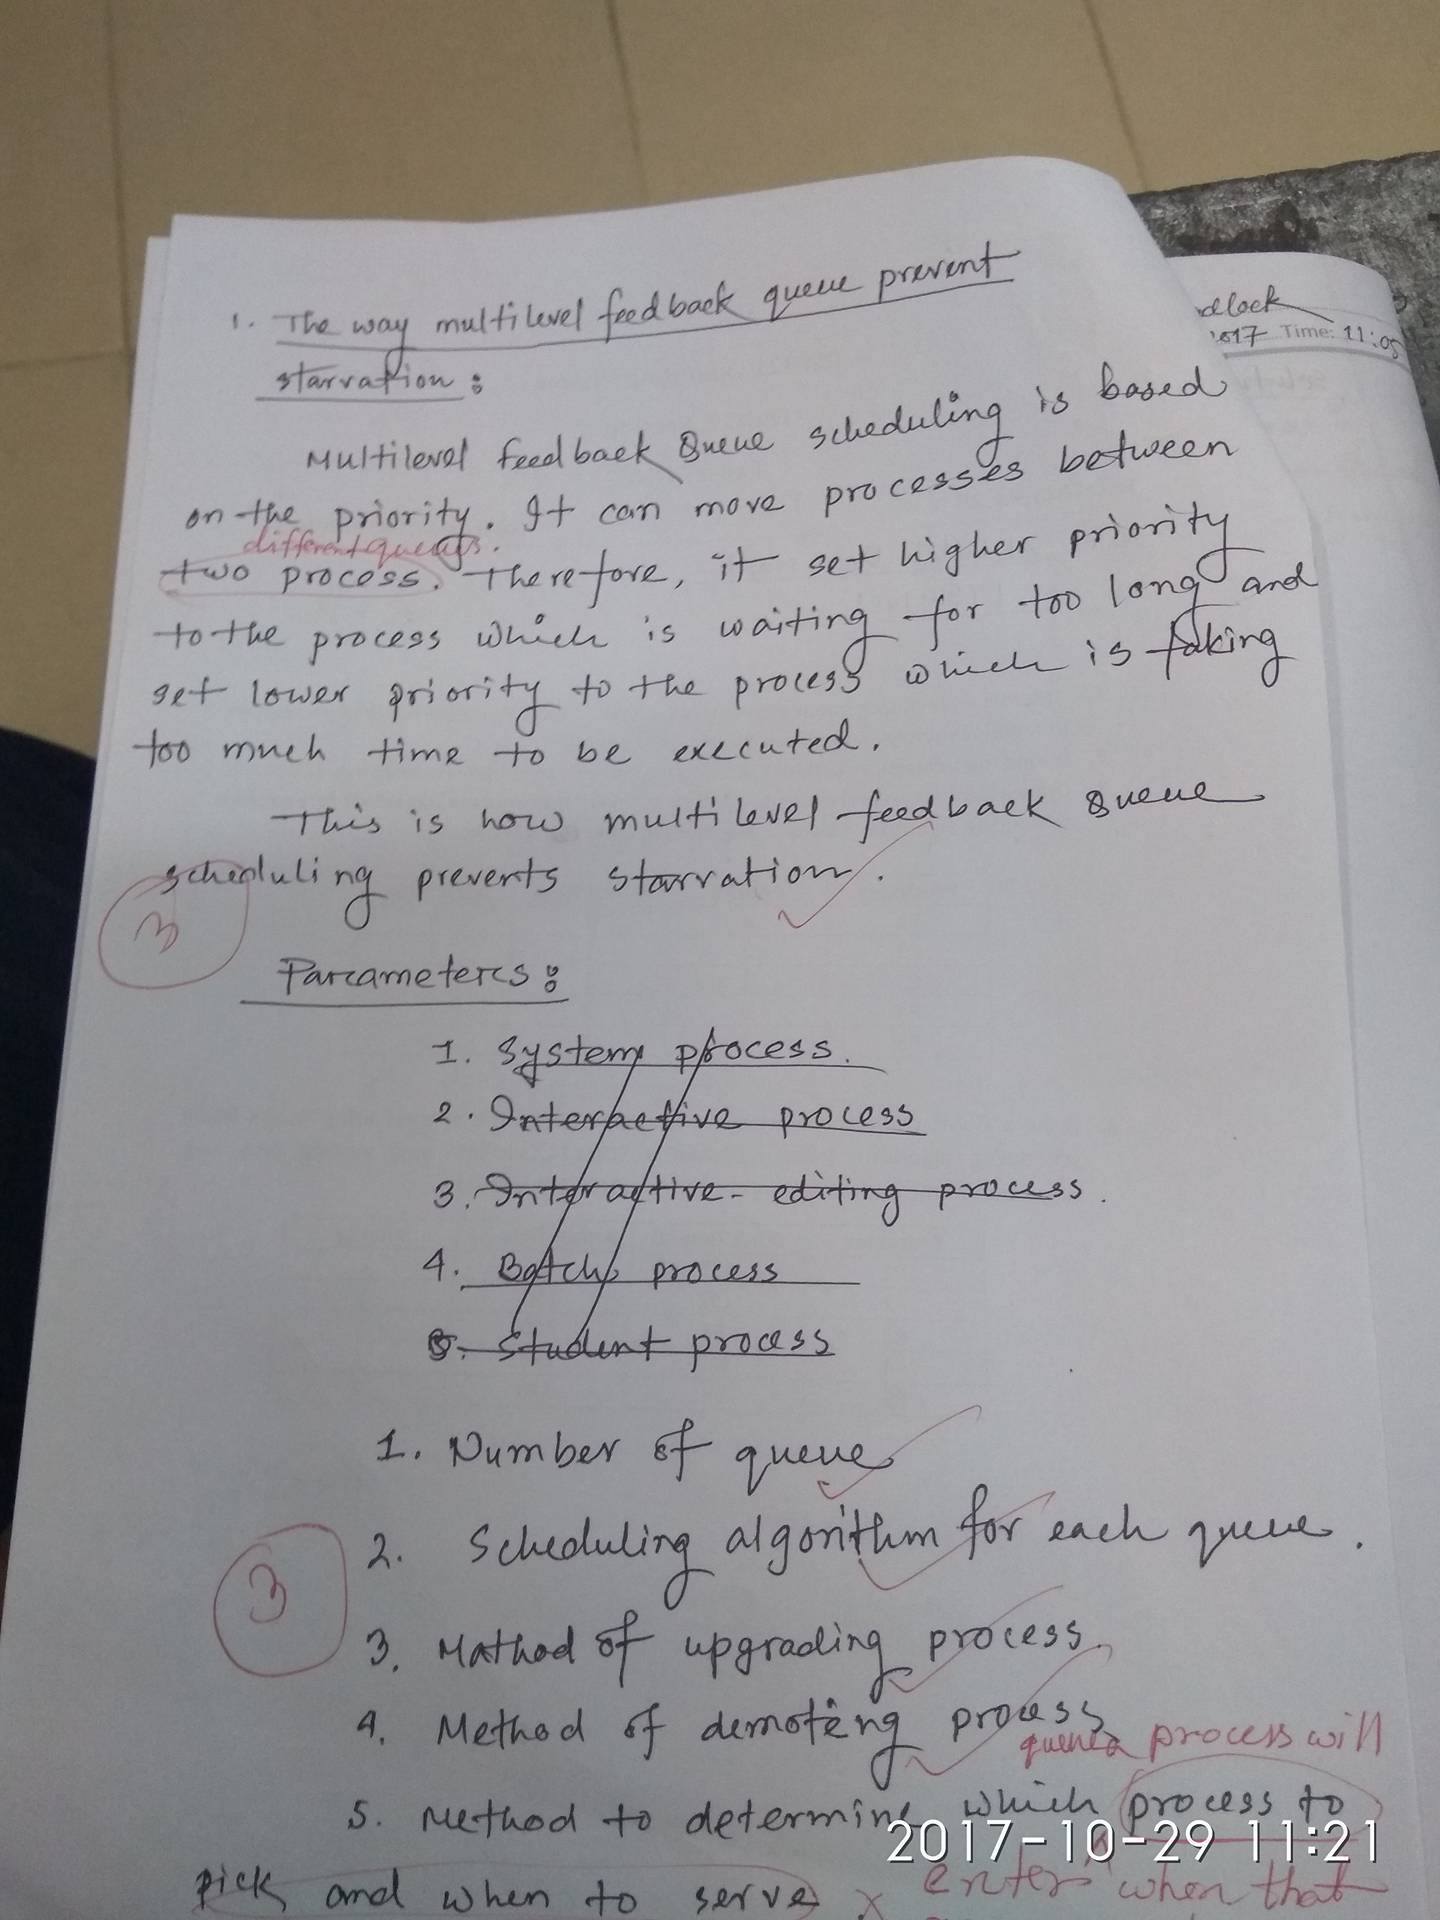 1. The way multilevel feedback queue prevent
starvation :
dlock
2017 Time: 11:05
Multilevel feedback Queue scheduling is based
on the priority. It can move processes between
different queues.
two process. Therefore, it set higher priority
to the process which is waiting for too long and
set lower priority to the process which is taking
too much time to be executed.
This is how multilevel feedback Queue
scheduling prevents starvation.
3
Parameters :
1. System process.
2. Interactive process
3. Interactive - editing process.
4. Batch process
5. Student process
1. Number of queue
2. Scheduling algorithm for each queue.
3
3. Mathod of upgrading process.
4. Method of demoting process
process will
5. Method to determine which process to
2017-10-29 11:21
pick and when to serve x enter when that